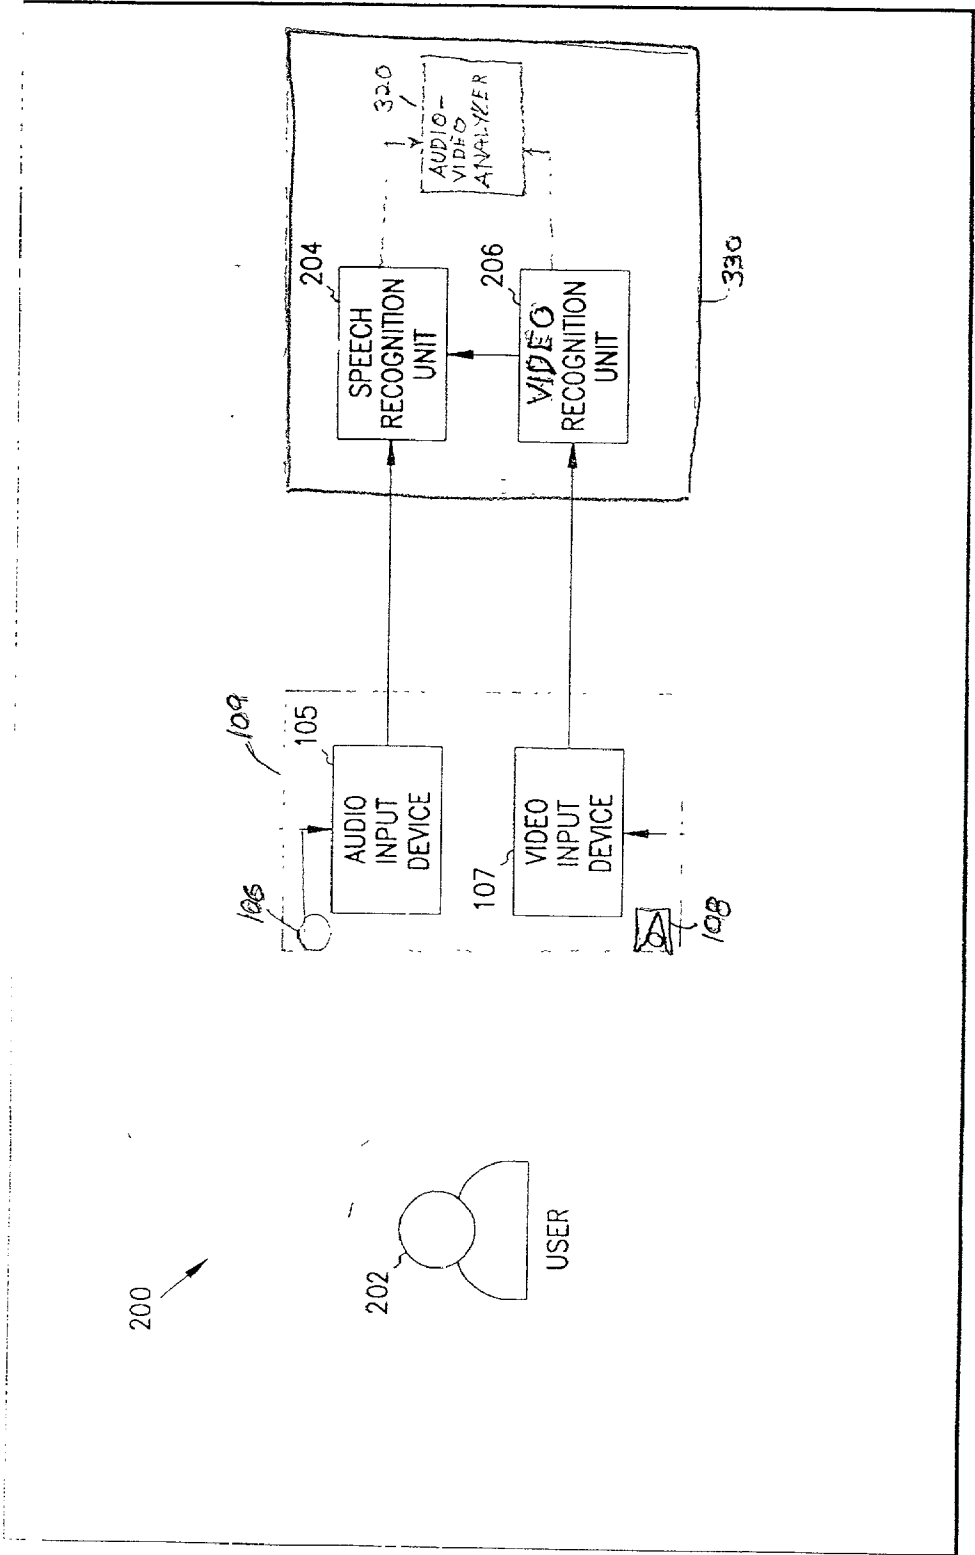 200
202
USER
106
109
105
AUDIO
INPUT
DEVICE
107
VIDEO
INPUT
DEVICE
108
204
SPEECH
RECOGNITION
UNIT
206
VIDEO
RECOGNITION
UNIT
320
AUDIO-
VIDEO
ANALYZER
330